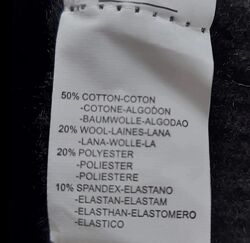 50% COTTON-COTON
-COTONE-ALGODON
-BAUMWOLLE-ALGODAO
20% WOOL-LAINES-LANA
-LANA-WOLLE-LA
20% POLYESTER
-POLIESTER
-POLIESTERE
10% SPANDEX-ELASTANO
-ELASTAN-ELASTAM
-ELASTHAN-ELASTOMERO
-ELASTICO